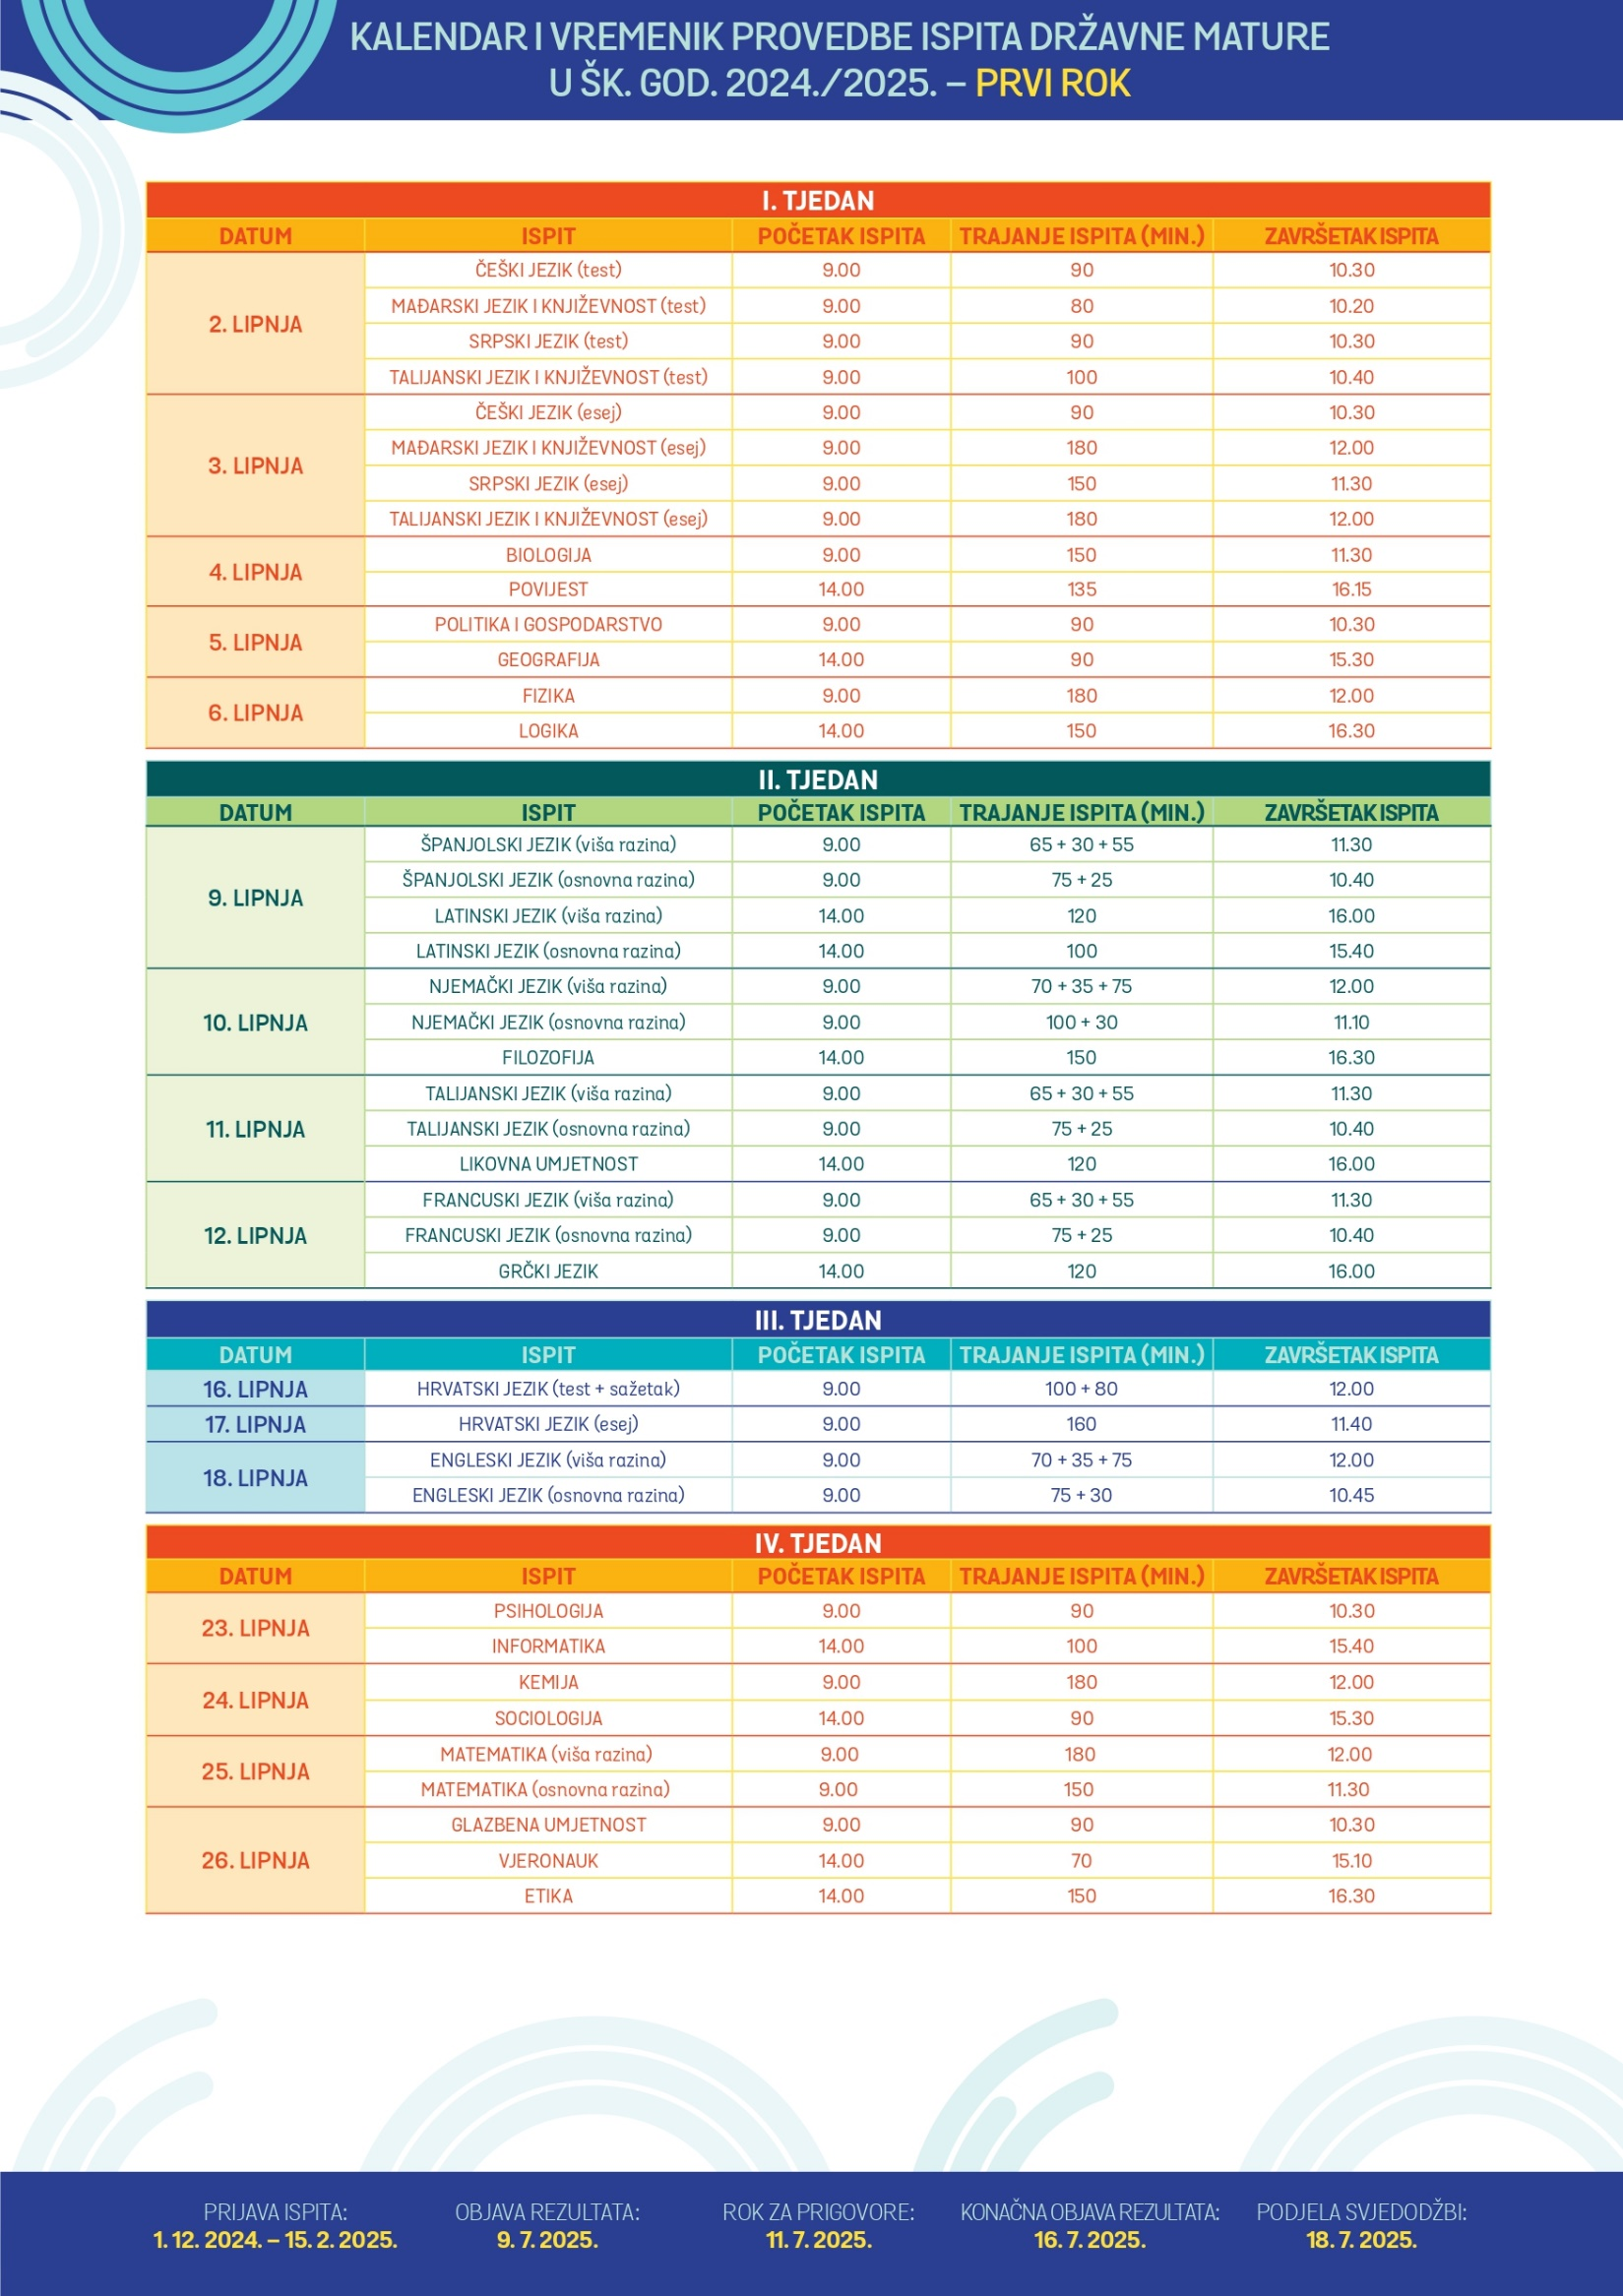 KALENDAR I VREMENIK PROVEDBE ISPITA DRŽAVNE MATURE
U ŠK. GOD. 2024./2025. – PRVI ROK
I. TJEDAN
DATUM ISPIT POČETAK ISPITA TRAJANJE ISPITA (MIN.) ZAVRŠETAK ISPITA
2. LIPNJA
ČEŠKI JEZIK (test) 9.00 90 10.30
MAĐARSKI JEZIK I KNJIŽEVNOST (test) 9.00 80 10.20
SRPSKI JEZIK (test) 9.00 90 10.30
TALIJANSKI JEZIK I KNJIŽEVNOST (test) 9.00 100 10.40
3. LIPNJA
ČEŠKI JEZIK (esej) 9.00 90 10.30
MAĐARSKI JEZIK I KNJIŽEVNOST (esej) 9.00 180 12.00
SRPSKI JEZIK (esej) 9.00 150 11.30
TALIJANSKI JEZIK I KNJIŽEVNOST (esej) 9.00 180 12.00
4. LIPNJA
BIOLOGIJA 9.00 150 11.30
POVIJEST 14.00 135 16.15
5. LIPNJA
POLITIKA I GOSPODARSTVO 9.00 90 10.30
GEOGRAFIJA 14.00 90 15.30
6. LIPNJA
FIZIKA 9.00 180 12.00
LOGIKA 14.00 150 16.30
II. TJEDAN
DATUM ISPIT POČETAK ISPITA TRAJANJE ISPITA (MIN.) ZAVRŠETAK ISPITA
9. LIPNJA
ŠPANJOLSKI JEZIK (viša razina) 9.00 65 + 30 + 55 11.30
ŠPANJOLSKI JEZIK (osnovna razina) 9.00 75 + 25 10.40
LATINSKI JEZIK (viša razina) 14.00 120 16.00
LATINSKI JEZIK (osnovna razina) 14.00 100 15.40
10. LIPNJA
NJEMAČKI JEZIK (viša razina) 9.00 70 + 35 + 75 12.00
NJEMAČKI JEZIK (osnovna razina) 9.00 100 + 30 11.10
FILOZOFIJA 14.00 150 16.30
11. LIPNJA
TALIJANSKI JEZIK (viša razina) 9.00 65 + 30 + 55 11.30
TALIJANSKI JEZIK (osnovna razina) 9.00 75 + 25 10.40
LIKOVNA UMJETNOST 14.00 120 16.00
12. LIPNJA
FRANCUSKI JEZIK (viša razina) 9.00 65 + 30 + 55 11.30
FRANCUSKI JEZIK (osnovna razina) 9.00 75 + 25 10.40
GRČKI JEZIK 14.00 120 16.00
III. TJEDAN
DATUM ISPIT POČETAK ISPITA TRAJANJE ISPITA (MIN.) ZAVRŠETAK ISPITA
16. LIPNJA HRVATSKI JEZIK (test + sažetak) 9.00 100 + 80 12.00
17. LIPNJA HRVATSKI JEZIK (esej) 9.00 160 11.40
18. LIPNJA
ENGLESKI JEZIK (viša razina) 9.00 70 + 35 + 75 12.00
ENGLESKI JEZIK (osnovna razina) 9.00 75 + 30 10.45
IV. TJEDAN
DATUM ISPIT POČETAK ISPITA TRAJANJE ISPITA (MIN.) ZAVRŠETAK ISPITA
23. LIPNJA
PSIHOLOGIJA 9.00 90 10.30
INFORMATIKA 14.00 100 15.40
24. LIPNJA
KEMIJA 9.00 180 12.00
SOCIOLOGIJA 14.00 90 15.30
25. LIPNJA
MATEMATIKA (viša razina) 9.00 180 12.00
MATEMATIKA (osnovna razina) 9.00 150 11.30
26. LIPNJA
GLAZBENA UMJETNOST 9.00 90 10.30
VJERONAUK 14.00 70 15.10
ETIKA 14.00 150 16.30
PRIJAVA ISPITA: OBJAVA REZULTATA: ROK ZA PRIGOVORE: KONAČNA OBJAVA REZULTATA: PODJELA SVJEDODŽBI:
1. 12. 2024. – 15. 2. 2025. 9. 7. 2025. 11. 7. 2025. 16. 7. 2025. 18. 7. 2025.